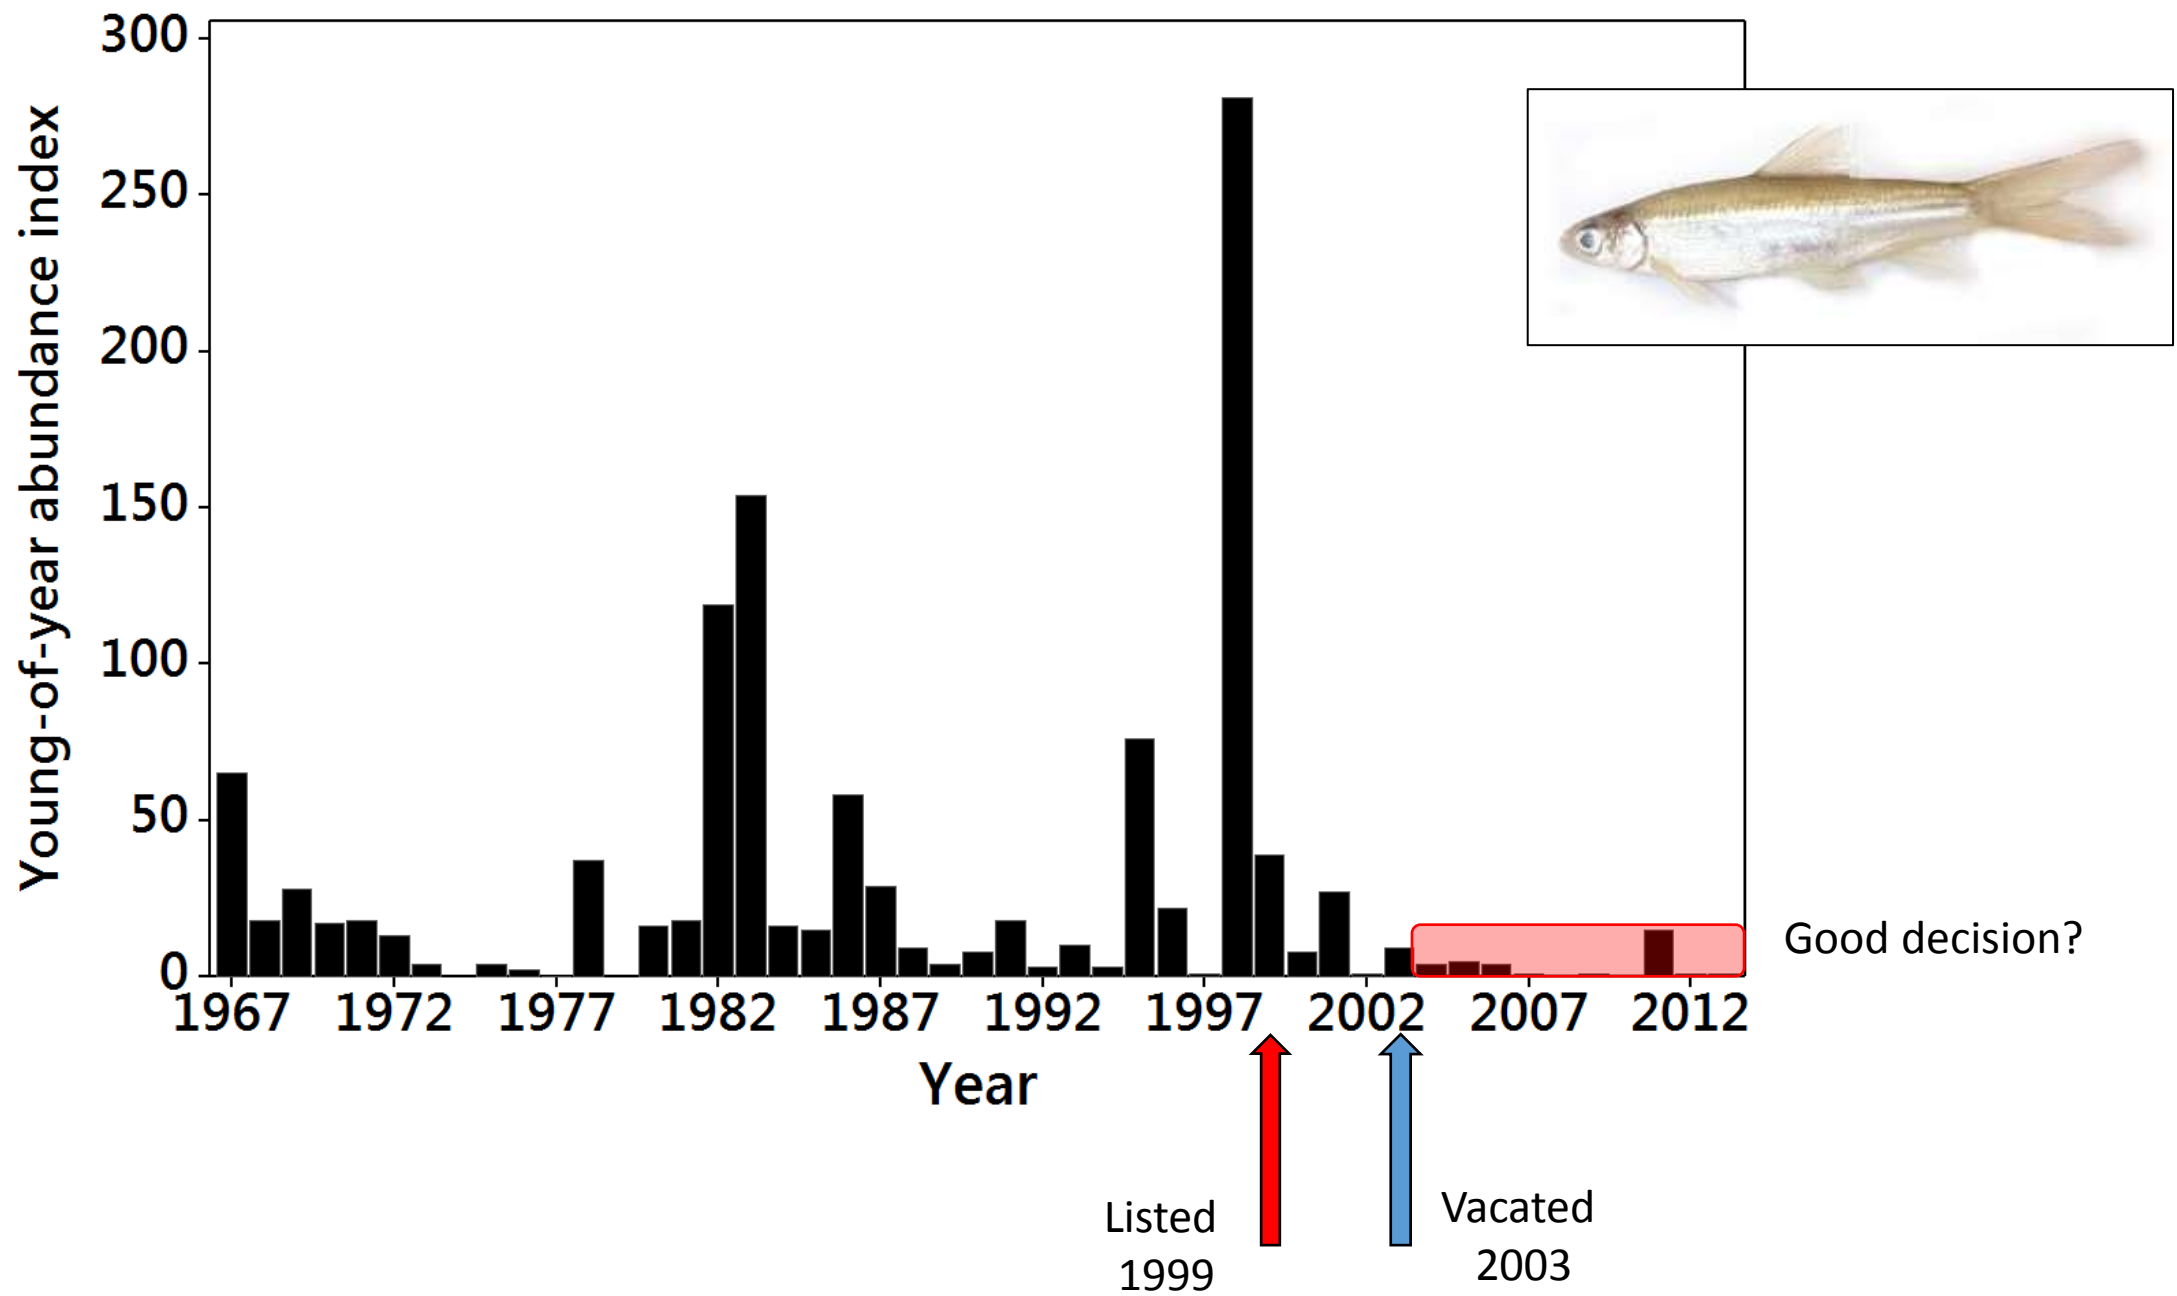 Young-of-year abundance index
300
250
200
150
100
50
0
1967 1972 1977 1982 1987 1992 1997 2002 2007 2012
Year
Good decision?
Listed
1999
Vacated
2003